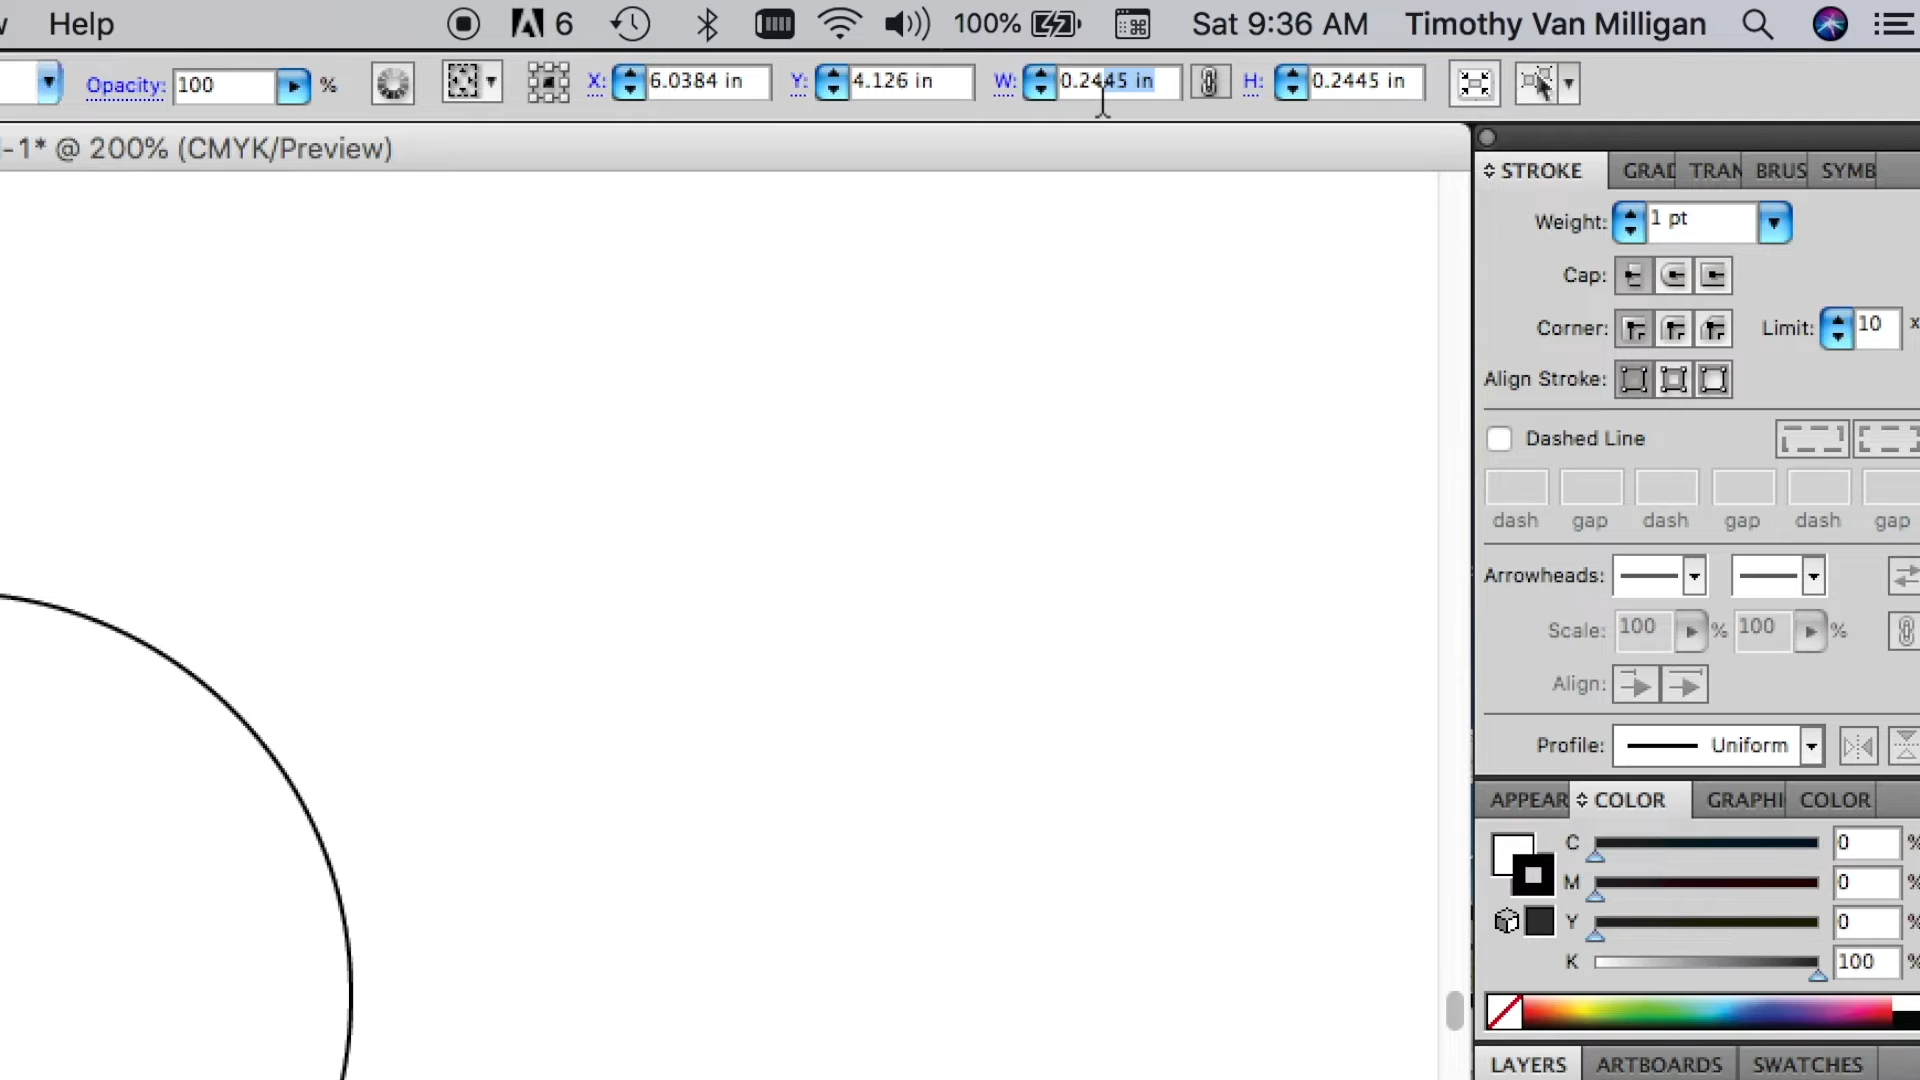 Help 6 100% Sat 9:36 AM Timothy Van Milligan
Opacity: 100 % X: 6.0384 in Y: 4.126 in W: 0.2445 in H: 0.2445 in
-1* @ 200% (CMYK/Preview)
STROKE GRAD TRAN BRUS SYMB
Weight: 1 pt
Cap:
Corner: Limit: 10 x
Align Stroke:
Dashed Line
dash gap dash gap dash gap
Arrowheads:
Scale: 100 % 100 %
Align:
Profile: Uniform
APPEAR COLOR GRAPHI COLOR
C 0 %
M 0 %
Y 0 %
K 100 %
LAYERS ARTBOARDS SWATCHES